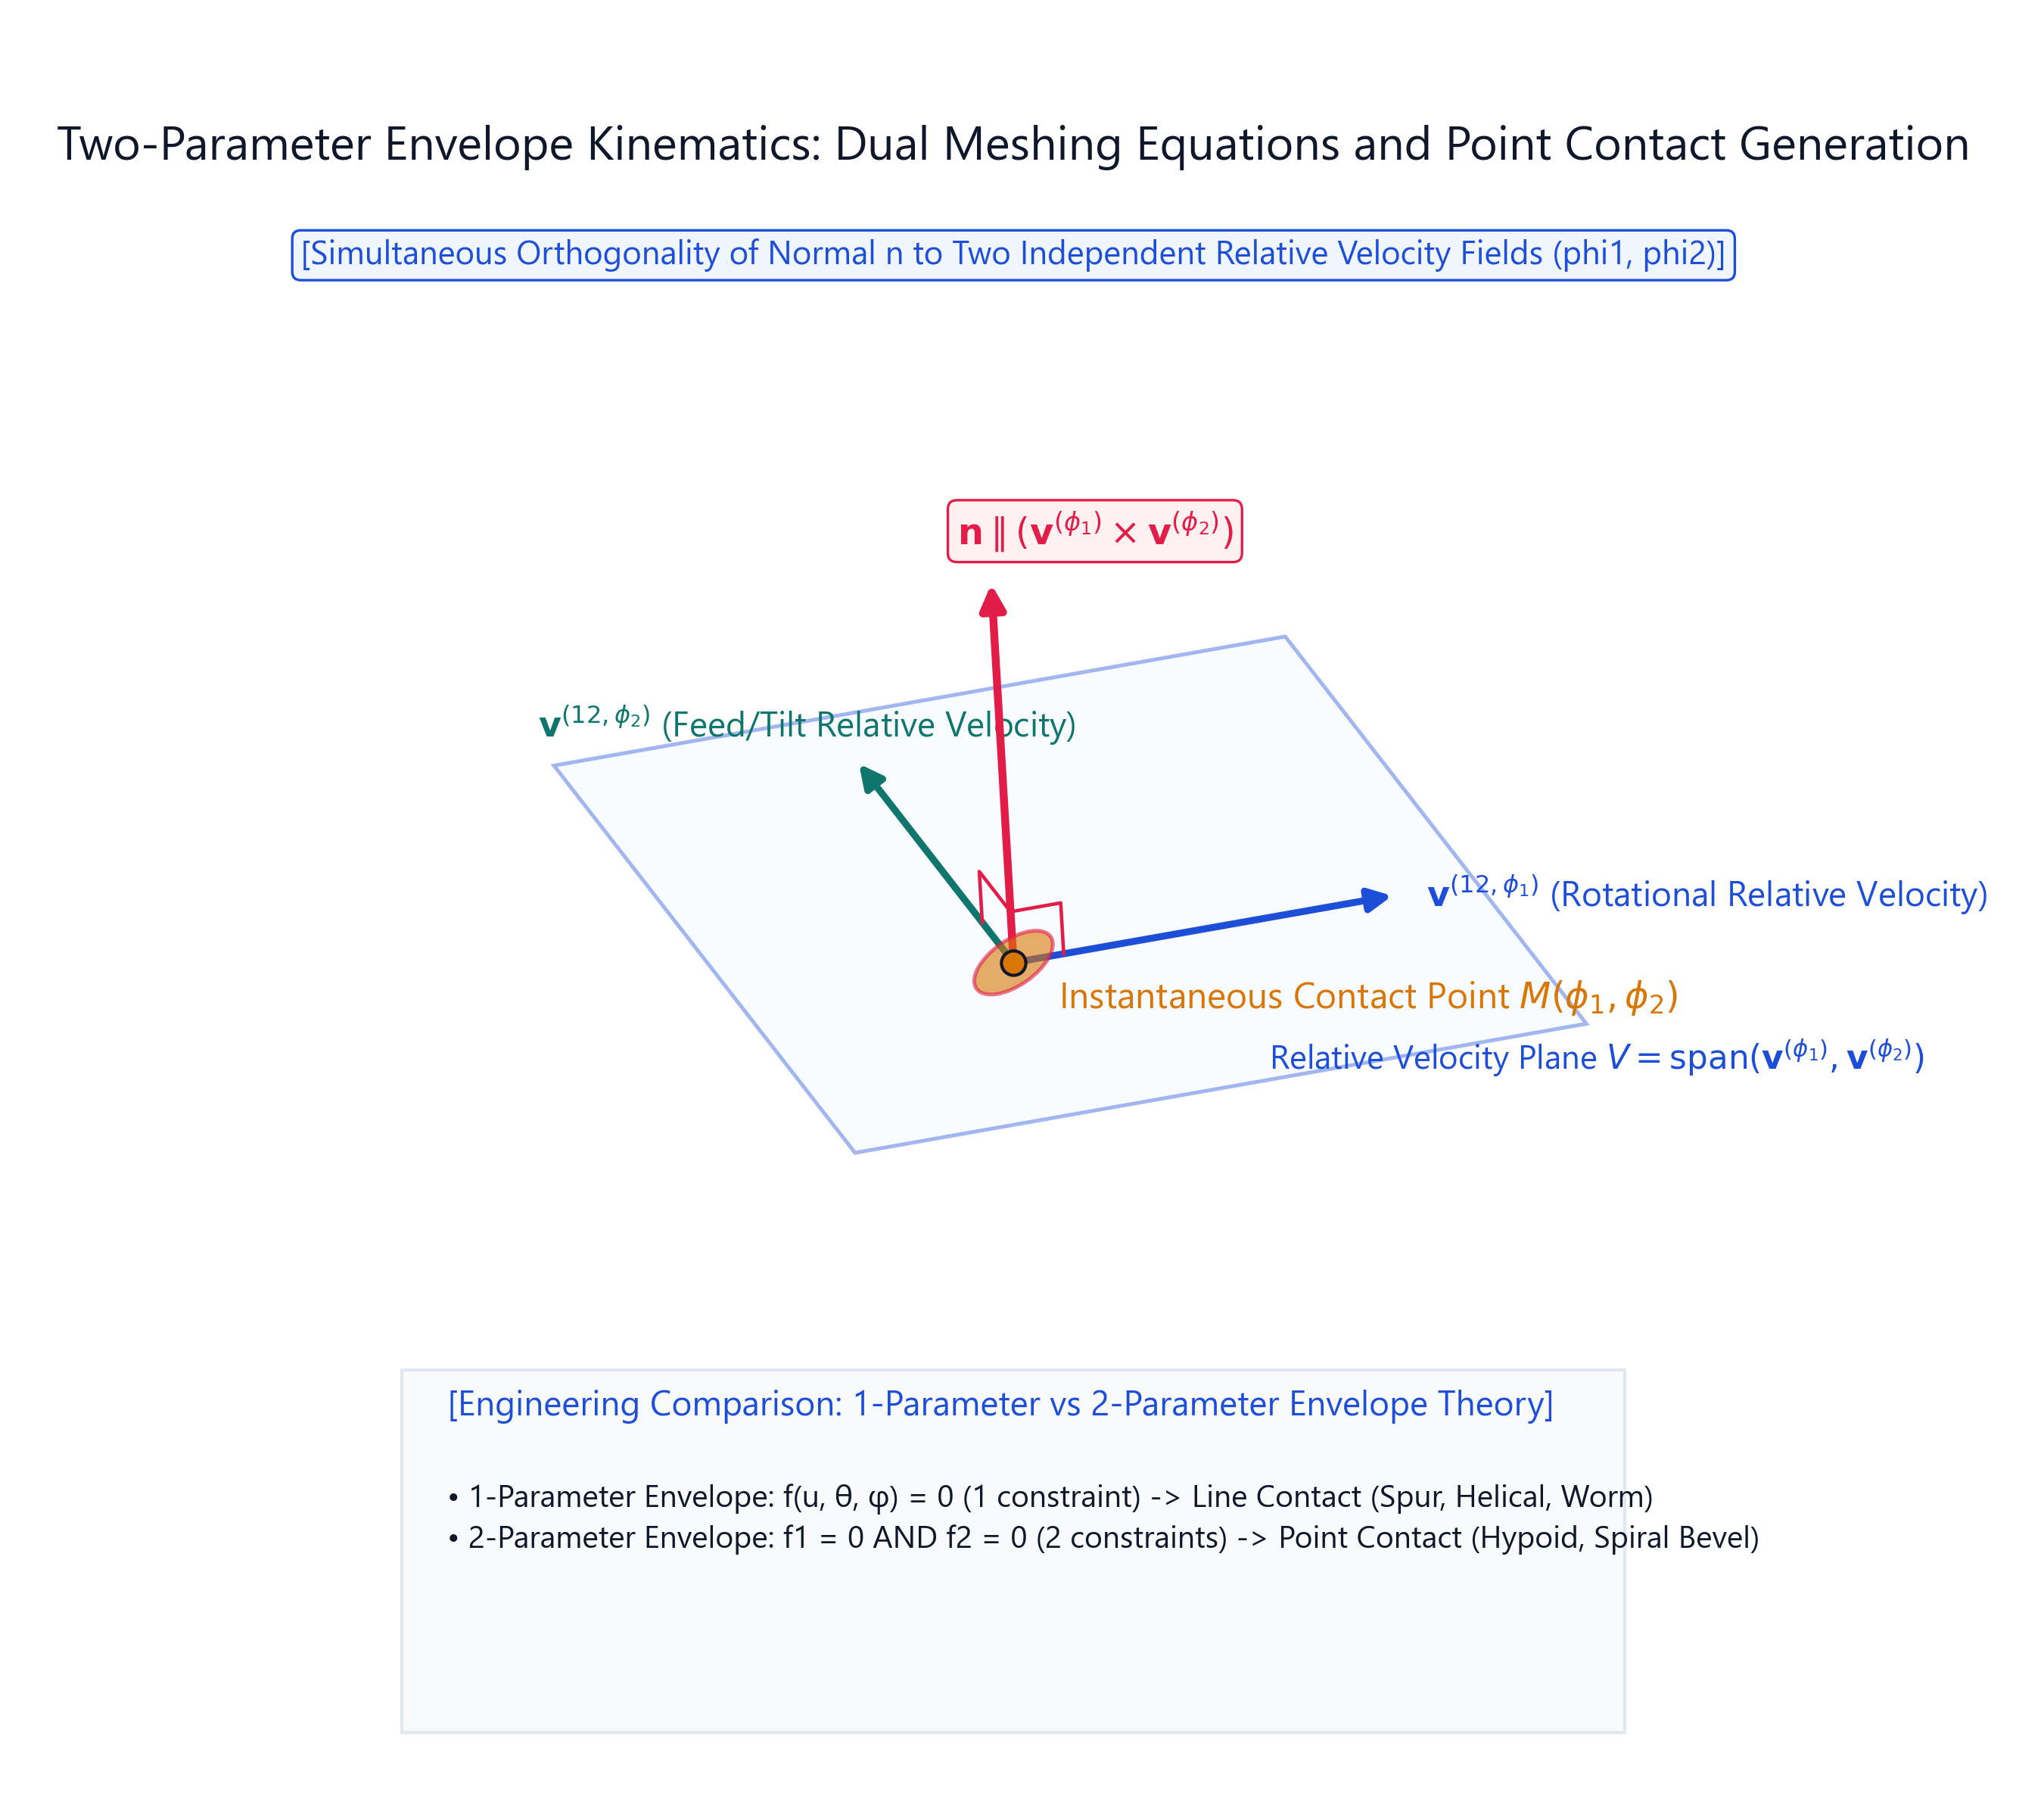 Two-Parameter Envelope Kinematics: Dual Meshing Equations and Point Contact Generation
[Simultaneous Orthogonality of Normal n to Two Independent Relative Velocity Fields (phi1, phi2)]
n ∥ (v^(ϕ₁) × v^(ϕ₂))
v^(12, ϕ₂) (Feed/Tilt Relative Velocity)
v^(12, ϕ₁) (Rotational Relative Velocity)
Instantaneous Contact Point M(ϕ₁, ϕ₂)
Relative Velocity Plane V = span(v^(ϕ₁), v^(ϕ₂))
[Engineering Comparison: 1-Parameter vs 2-Parameter Envelope Theory]
• 1-Parameter Envelope: f(u, θ, φ) = 0 (1 constraint) -> Line Contact (Spur, Helical, Worm)
• 2-Parameter Envelope: f1 = 0 AND f2 = 0 (2 constraints) -> Point Contact (Hypoid, Spiral Bevel)